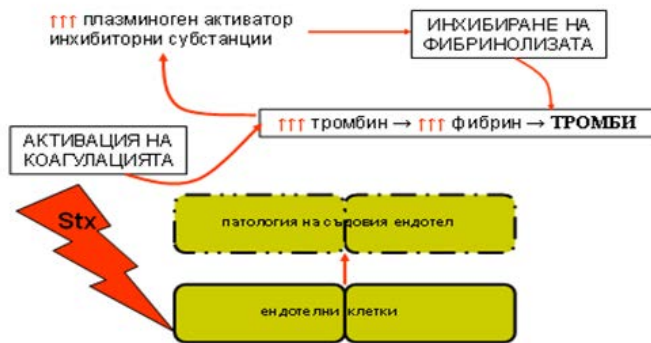 ↑↑↑ плазминоген активатор
инхибиторни субстанции
ИНХИБИРАНЕ НА
ФИБРИНОЛИЗАТА
↑↑↑ тромбин → ↑↑↑ фибрин → ТРОМБИ
АКТИВАЦИЯ НА
КОАГУЛАЦИЯТА
Stx
патология на съдовия ендотел
ендотелни клетки